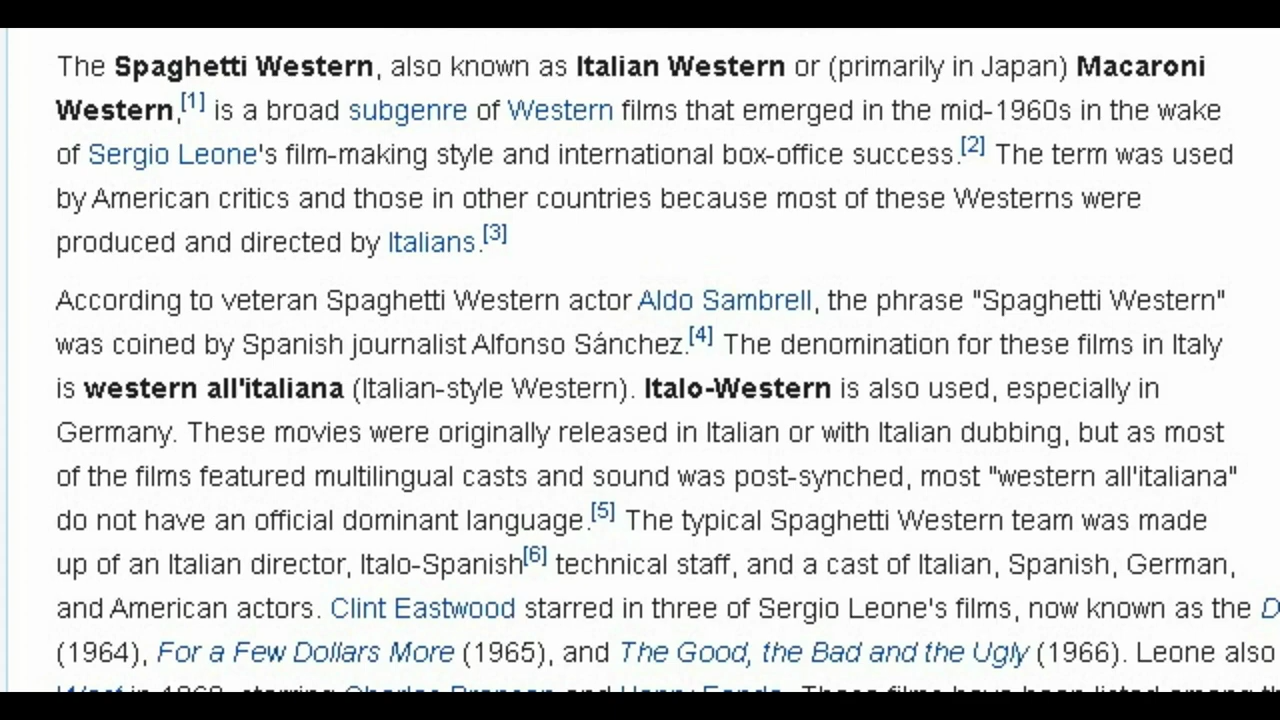 The Spaghetti Western, also known as Italian Western or (primarily in Japan) Macaroni
Western,[1] is a broad subgenre of Western films that emerged in the mid-1960s in the wake
of Sergio Leone's film-making style and international box-office success.[2] The term was used
by American critics and those in other countries because most of these Westerns were
produced and directed by Italians.[3]
According to veteran Spaghetti Western actor Aldo Sambrell, the phrase "Spaghetti Western"
was coined by Spanish journalist Alfonso Sánchez.[4] The denomination for these films in Italy
is western all'italiana (Italian-style Western). Italo-Western is also used, especially in
Germany. These movies were originally released in Italian or with Italian dubbing, but as most
of the films featured multilingual casts and sound was post-synched, most "western all'italiana"
do not have an official dominant language.[5] The typical Spaghetti Western team was made
up of an Italian director, Italo-Spanish[6] technical staff, and a cast of Italian, Spanish, German,
and American actors. Clint Eastwood starred in three of Sergio Leone's films, now known as the
(1964), For a Few Dollars More (1965), and The Good, the Bad and the Ugly (1966). Leone also